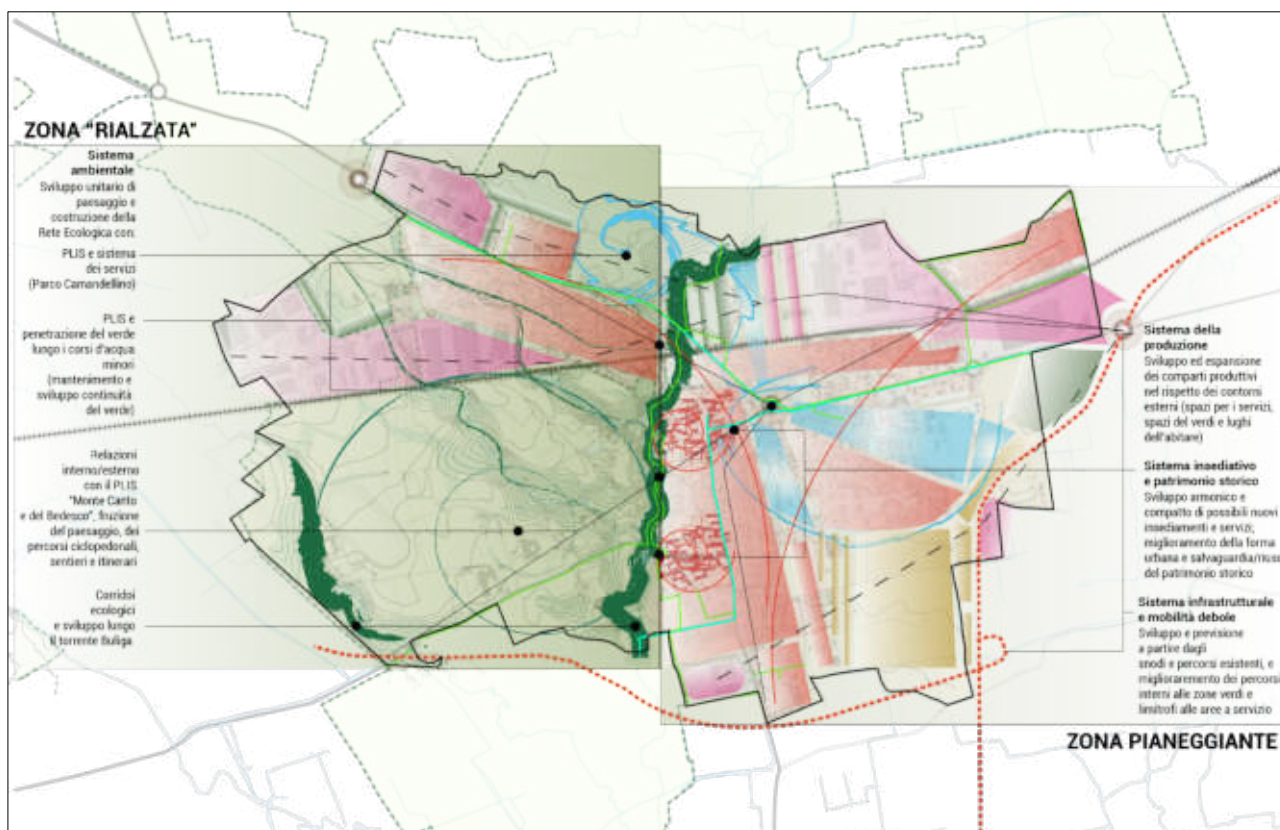 ZONA "RIALZATA"
Sistema
ambientale
Sviluppo unitario di
paesaggio e
costruzione della
Rete Ecologica con:
PLIS e sistema
dei servizi
(Parco Camandellino)
PLIS e
penetrazione del verde
lungo i corsi d'acqua
minori
(mantenimento e
sviluppo continuità
del verde)
Relazioni
interno/esterno
con il PLIS
"Monte Canto
e del Bedesco", fruizione
del paesaggio, dei
percorsi ciclopedonali,
sentieri e itinerari
Corridoi
ecologici
e sviluppo lungo
il torrente Buliga.
Sistema della
produzione
Sviluppo ed espansione
dei comparti produttivi
nel rispetto dei contorni
esterni (spazi per i servizi,
spazi del verdi e lughi
dell'abitare)
Sistema insediativo
e patrimonio storico
Sviluppo armonico e
compatto di possibili nuovi
insediamenti e servizi;
miglioramento della forma
urbana e salvaguardia/riuso
del patrimonio storico
Sistema infrastrutturale
e mobilità debole
Sviluppo e previsione
a partire dagli
snodi e percorsi esistenti, e
miglioraremento dei percorsi
interni alle zone verdi e
limitrofi alle aree a servizio
ZONA PIANEGGIANTE